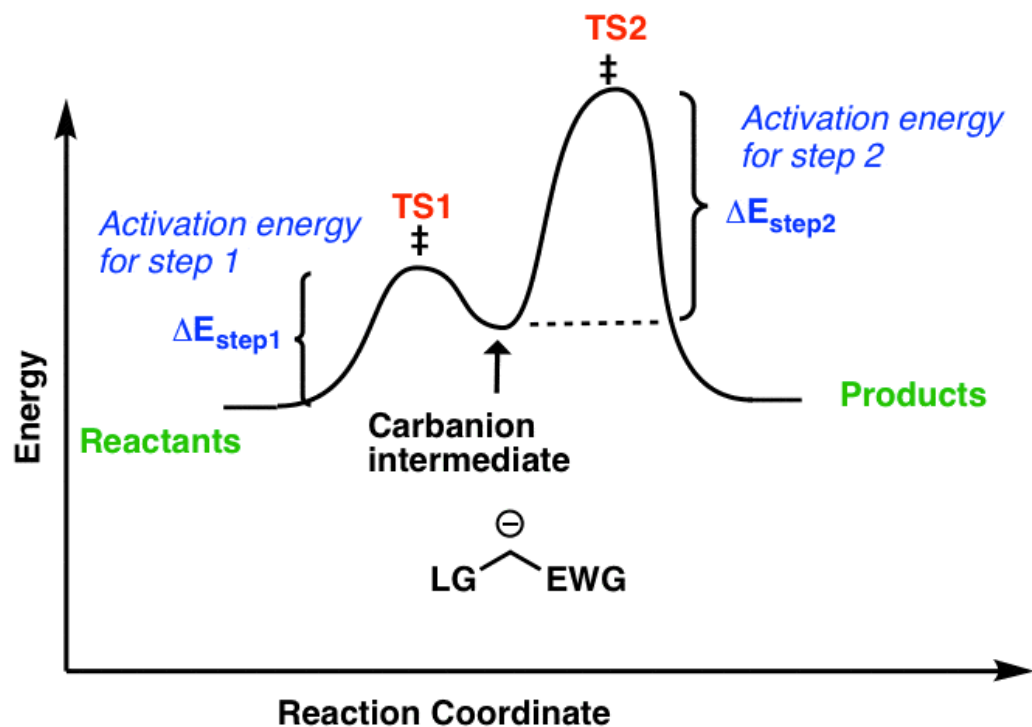 TS2
‡
Activation energy
for step 2
ΔEstep2
TS1
‡
Activation energy
for step 1
ΔEstep1
Energy
Reactants
Products
Carbanion
intermediate
⊖
LG EWG
Reaction Coordinate